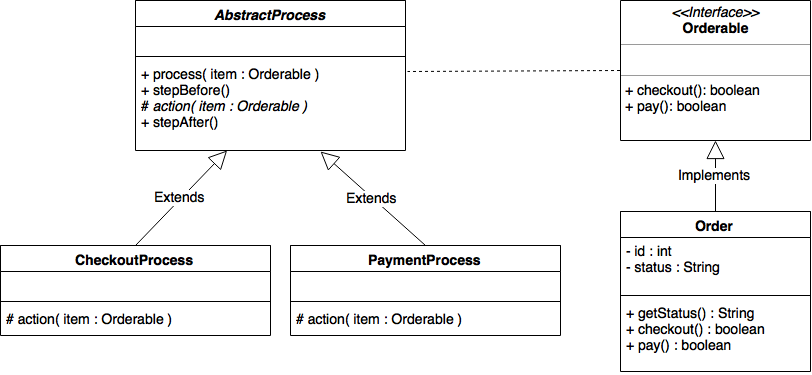 AbstractProcess
+ process( item : Orderable )
+ stepBefore()
# action( item : Orderable )
+ stepAfter()
<<Interface>>
Orderable
+ checkout(): boolean
+ pay(): boolean
Extends
Extends
Implements
CheckoutProcess
# action( item : Orderable )
PaymentProcess
# action( item : Orderable )
Order
- id : int
- status : String
+ getStatus() : String
+ checkout() : boolean
+ pay() : boolean